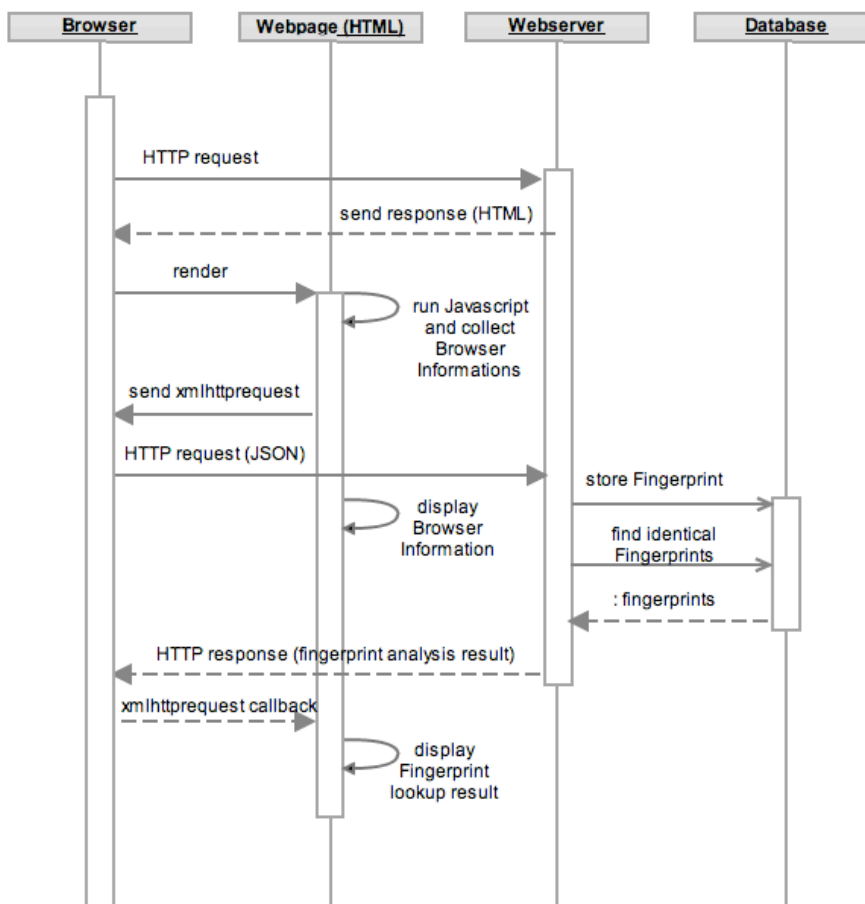 Browser
Webpage (HTML)
Webserver
Database
HTTP request
send response (HTML)
render
run Javascript
and collect
Browser
Informations
send xmlhttprequest
HTTP request (JSON)
store Fingerprint
display
Browser
Information
find identical
Fingerprints
: fingerprints
HTTP response (fingerprint analysis result)
xmlhttprequest callback
display
Fingerprint
lookup result